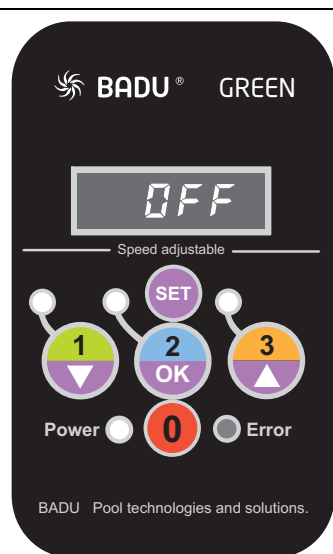 BADU ® GREEN
OFF
Speed adjustable
SET
1 2 3
OK
Power 0 Error
BADU Pool technologies and solutions.